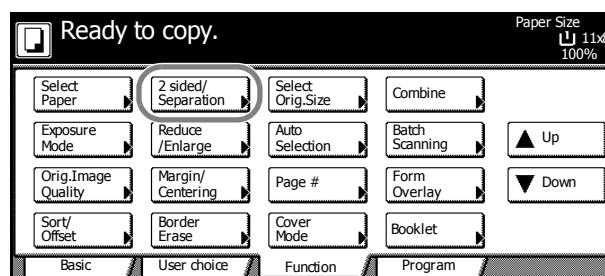 Ready to copy.
Paper Size
11x
100%
Select
Paper
2 sided/
Separation
Select
Orig.Size
Combine
Exposure
Mode
Reduce
/Enlarge
Auto
Selection
Batch
Scanning
Up
Orig.Image
Quality
Margin/
Centering
Page #
Form
Overlay
Down
Sort/
Offset
Border
Erase
Cover
Mode
Booklet
Basic
User choice
Function
Program